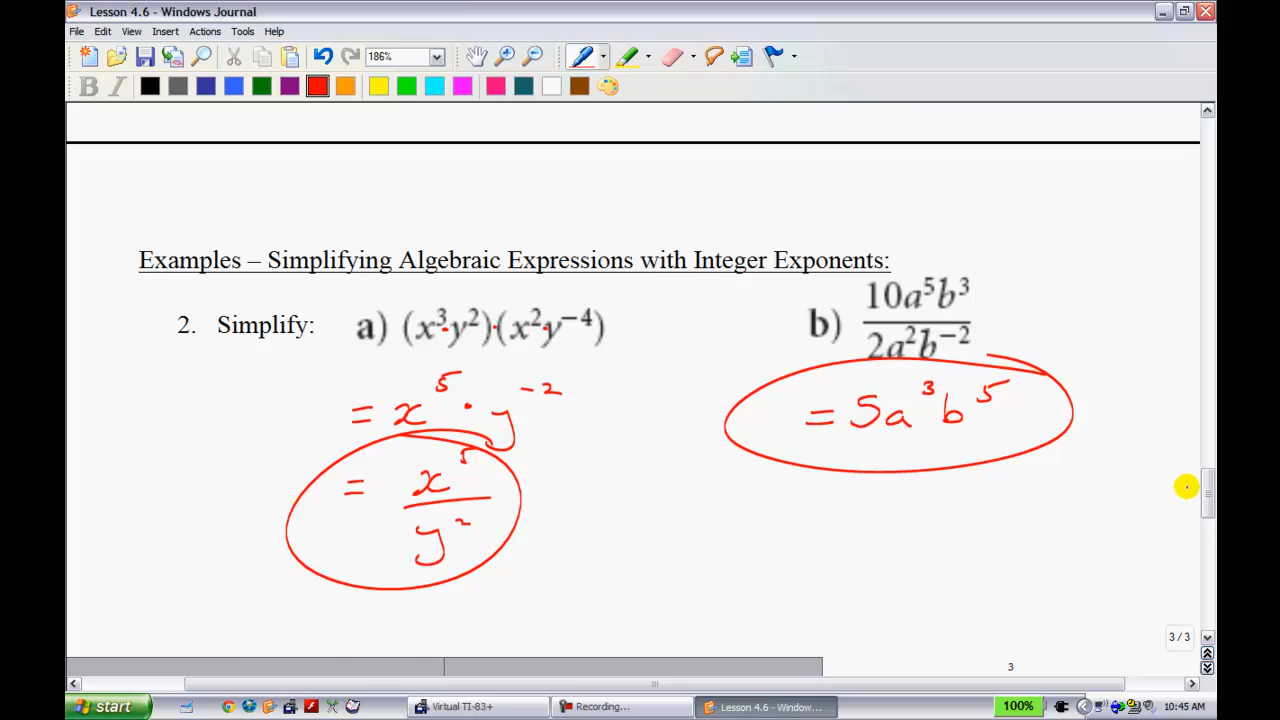 Lesson 4.6 - Windows Journal
File Edit View Insert Actions Tools Help
186%
B I
Examples – Simplifying Algebraic Expressions with Integer Exponents:
2. Simplify: a) (x³y²)(x²y⁻⁴)
= x⁵ · y⁻²
= x⁵/y²
b) 10a⁵b³/2a²b⁻²
= 5a³b⁵
3/3
3
start Virtual TI-83+ Recording... Lesson 4.6 - Window... 100% 10:45 AM